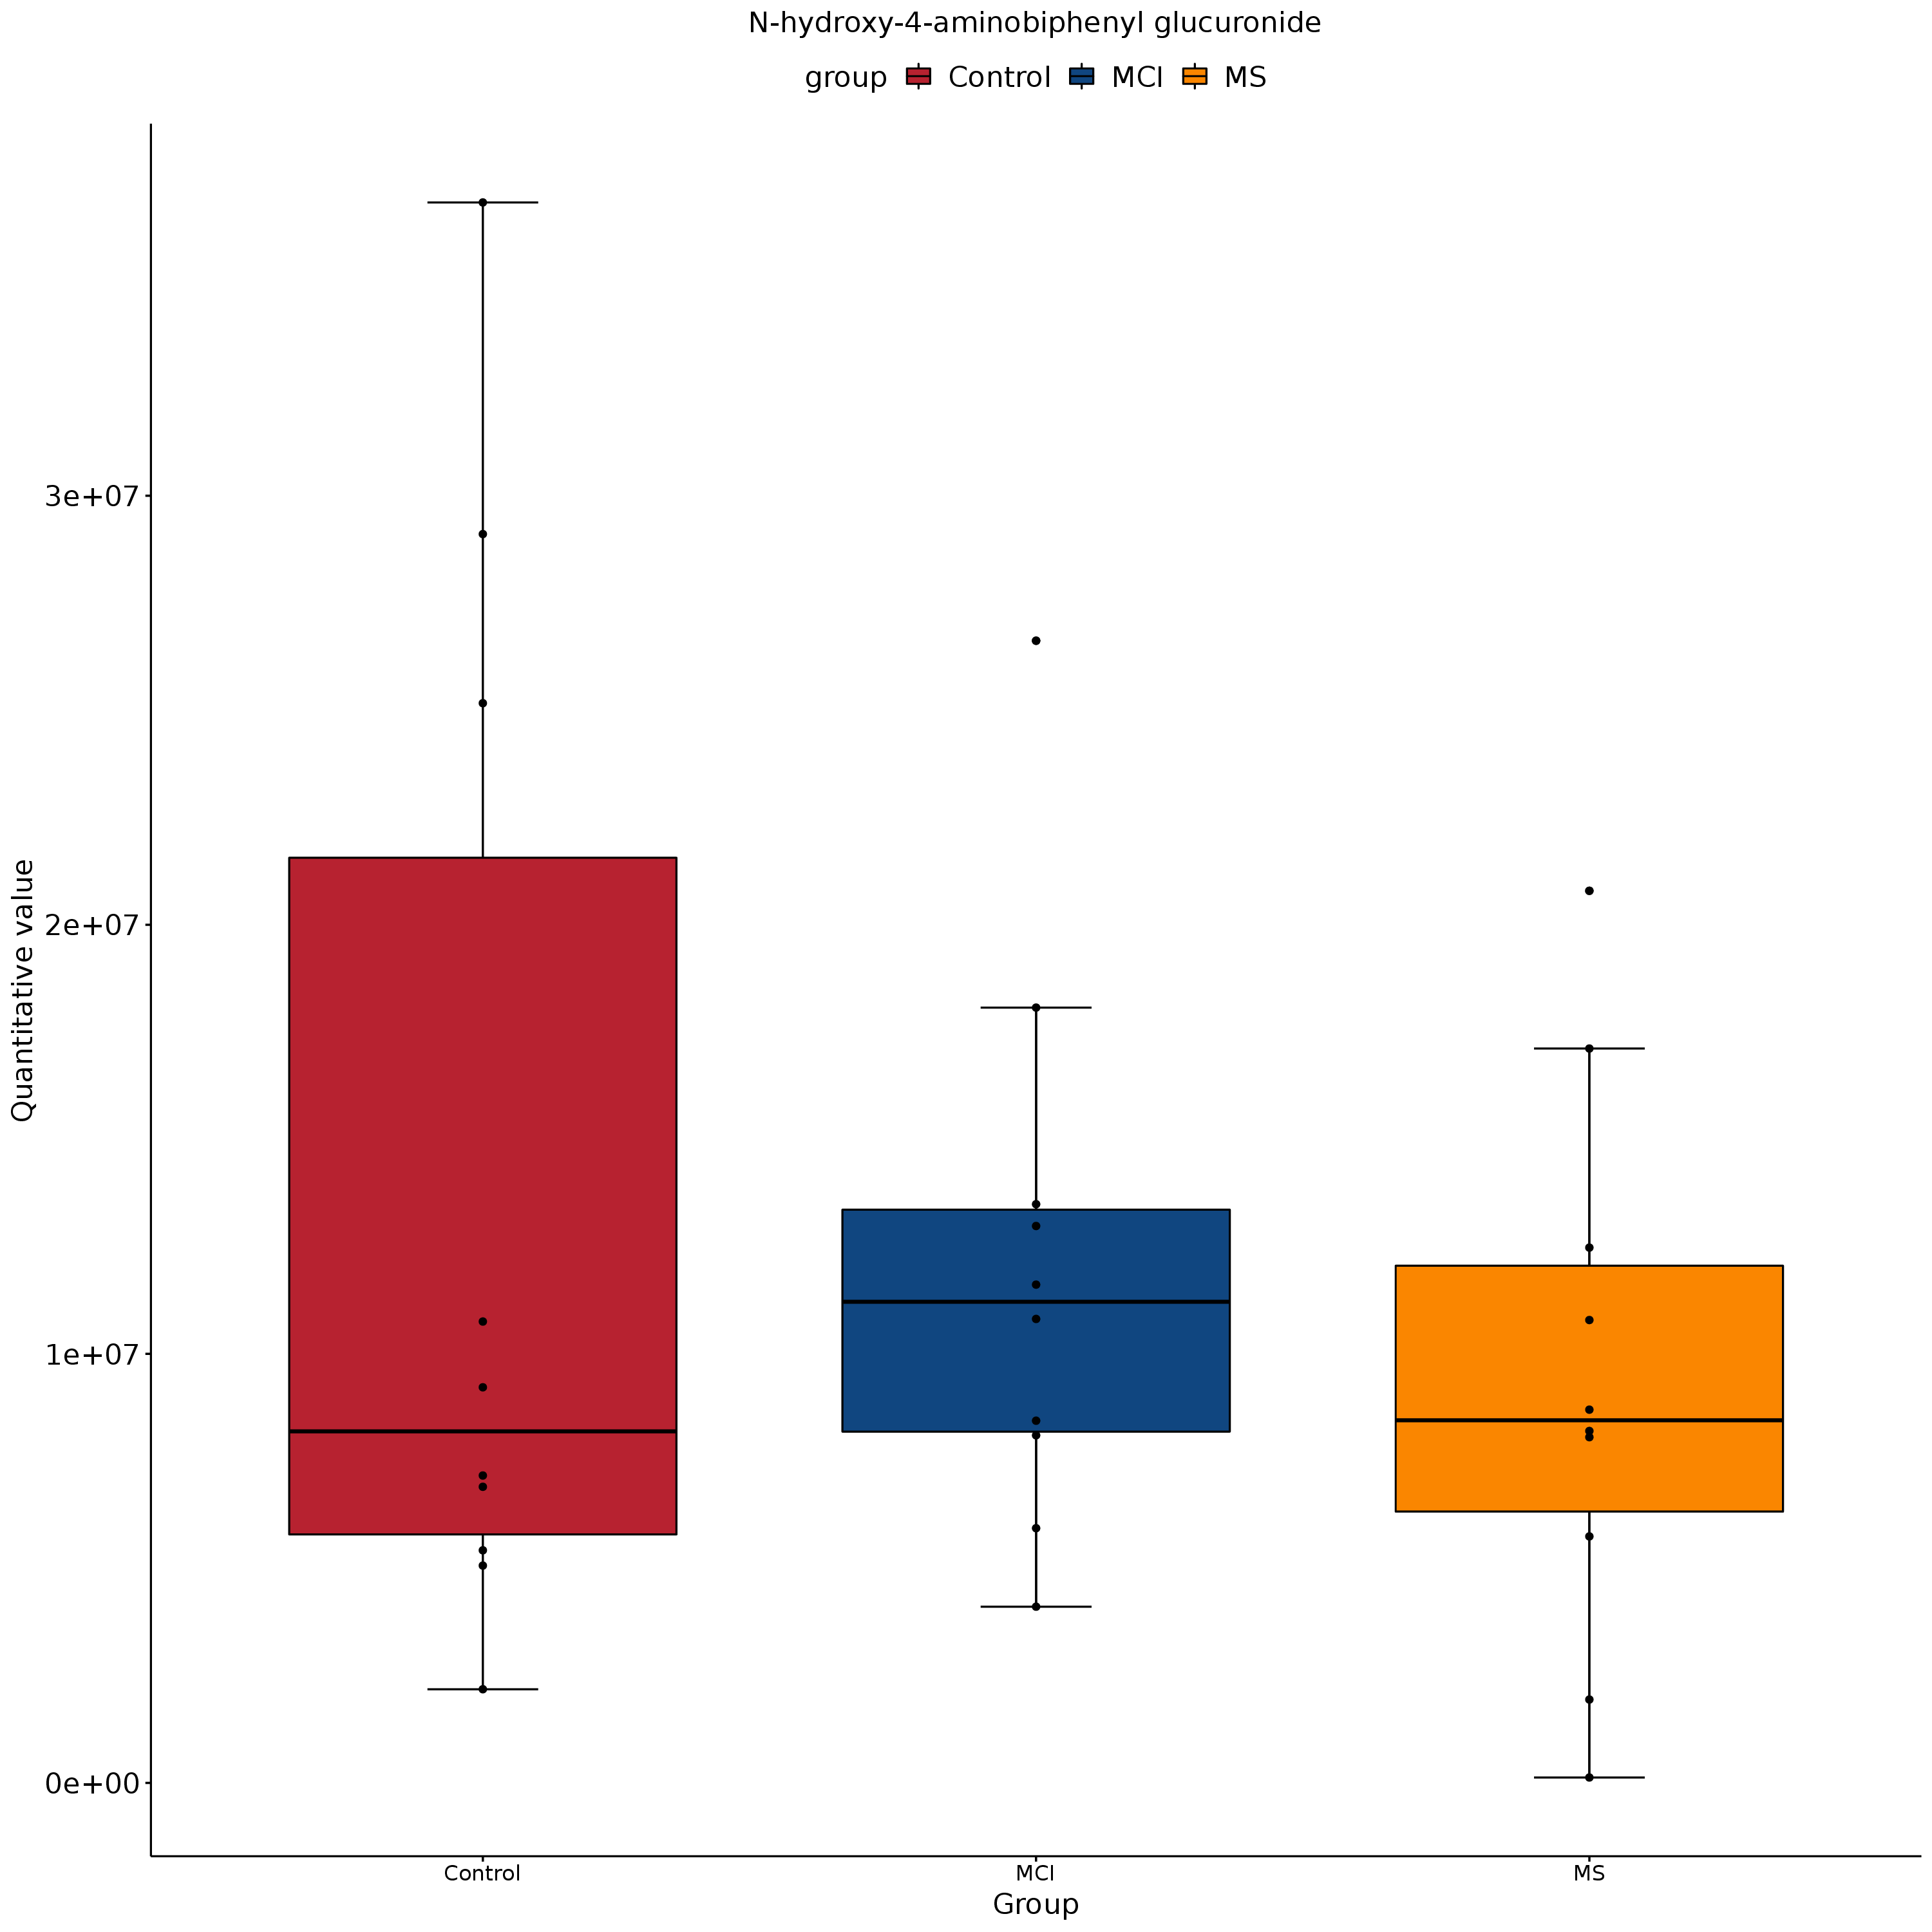 N-hydroxy-4-aminobiphenyl glucuronide
group Control MCI MS
Quantitative value
3e+07
2e+07
1e+07
0e+00
Control MCI MS
Group